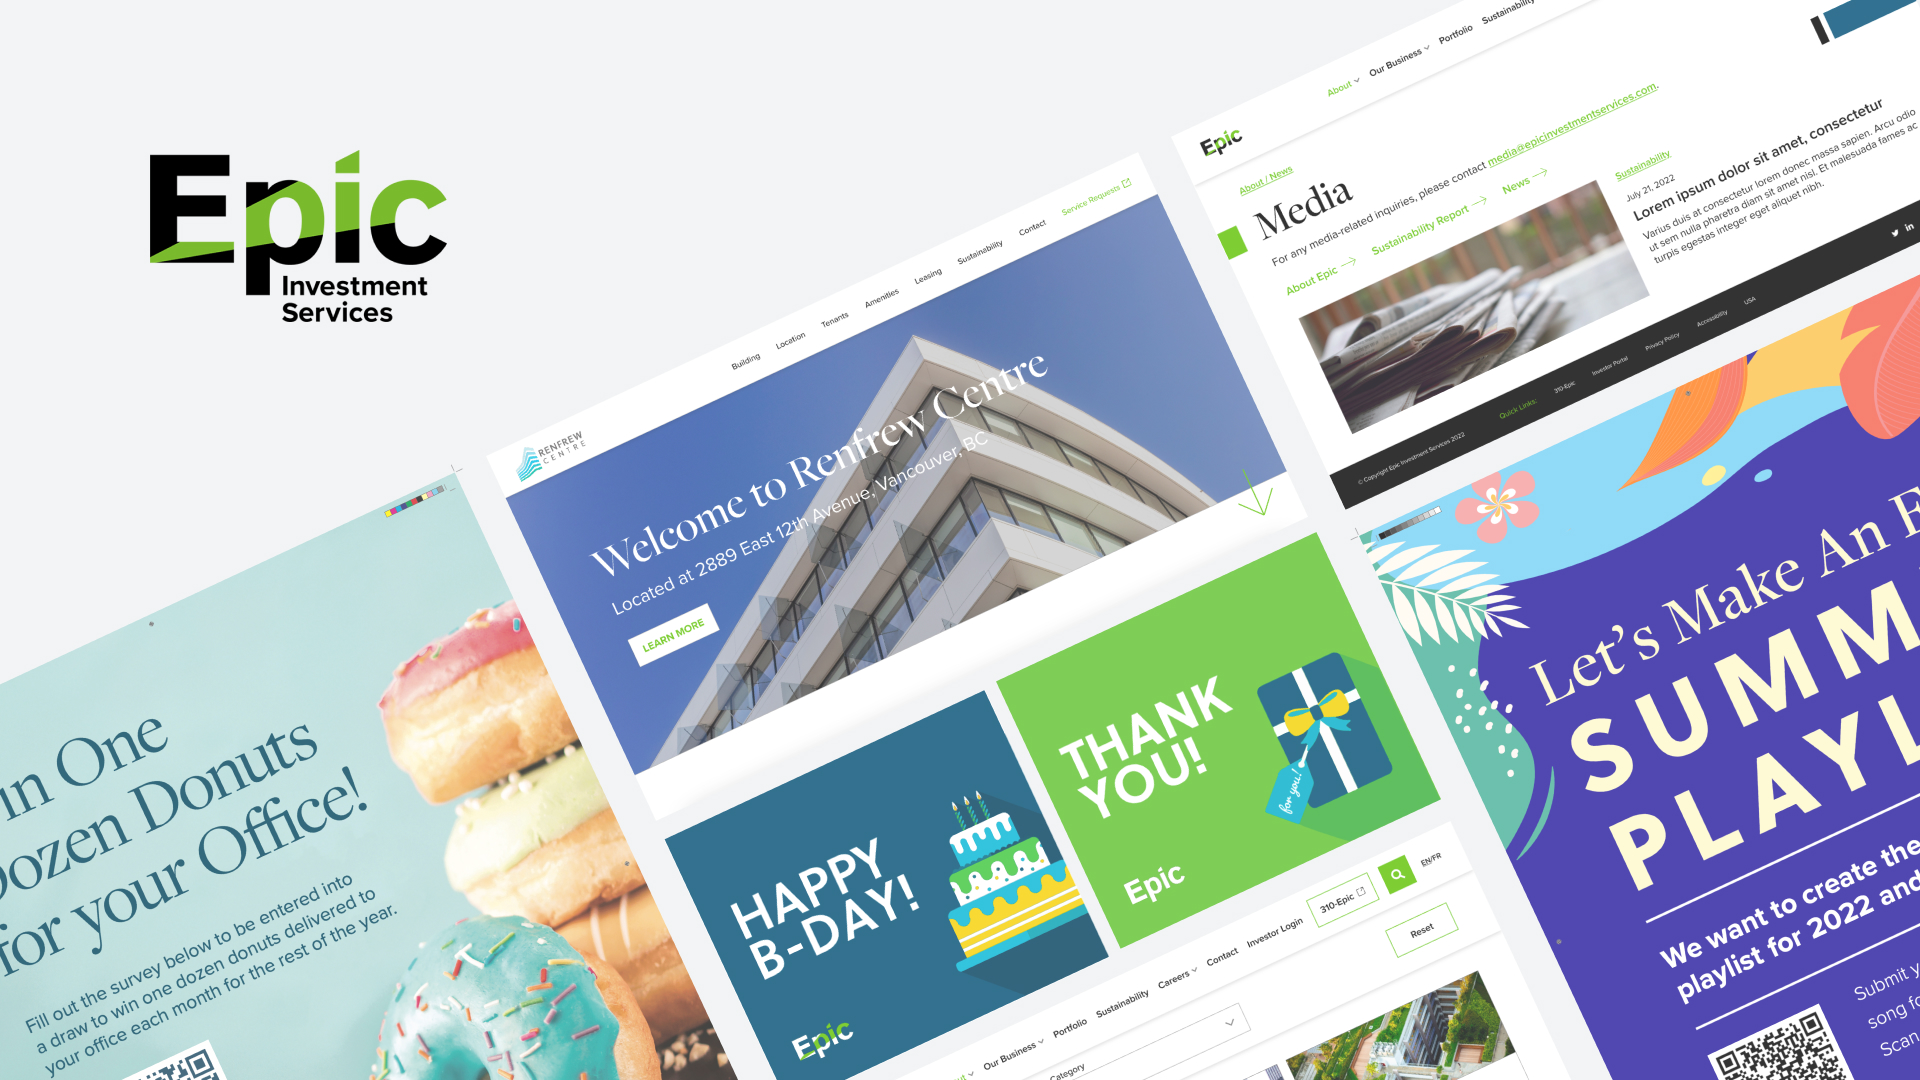 Epic
Investment
Services
in One
Dozen Donuts
for your Office!
Fill out the survey below to be entered into
a draw to win one dozen donuts delivered to
your office each month for the rest of the year.
RENFREW
CENTRE
Building
Location
Tenants
Amenities
Leasing
Sustainability
Contact
Service Requests
Welcome to Renfrew Centre
Located at 2889 East 12th Avenue, Vancouver, BC
LEARN MORE
HAPPY
B-DAY!
Epic
THANK
YOU!
for you!
Epic
Our Business
Portfolio
Sustainability
Careers
Contact
Investor Login
310-Epic
EN/FR
Category
Reset
Epic
About
Our Business
Portfolio
Sustainability
About / News
Media
For any media-related inquiries, please contact media@epicinvestmentservices.com.
About Epic
Sustainability Report
News
Sustainability
July 21, 2022
Lorem ipsum dolor sit amet, consectetur
Varius duis at consectetur lorem donec massa sapien. Arcu odio
ut sem nulla pharetra diam sit amet nisl. Et malesuada fames ac
turpis egestas integer eget aliquet nibh.
© Copyright Epic Investment Services 2022
Quick Links:
310-Epic
Investor Portal
Privacy Policy
Accessibility
USA
Let's Make An E
SUMM
PLAYL
We want to create the
playlist for 2022 and
Submit y
song fo
Scan